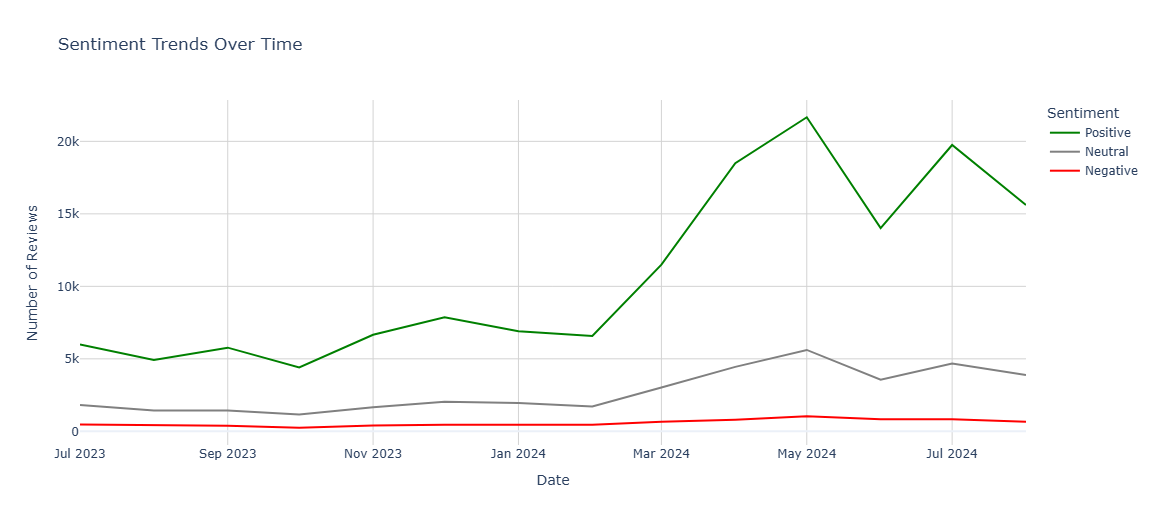 Sentiment Trends Over Time
Sentiment
Positive
Neutral
Negative
Number of Reviews
20k
15k
10k
5k
0
Jul 2023
Sep 2023
Nov 2023
Jan 2024
Mar 2024
May 2024
Jul 2024
Date